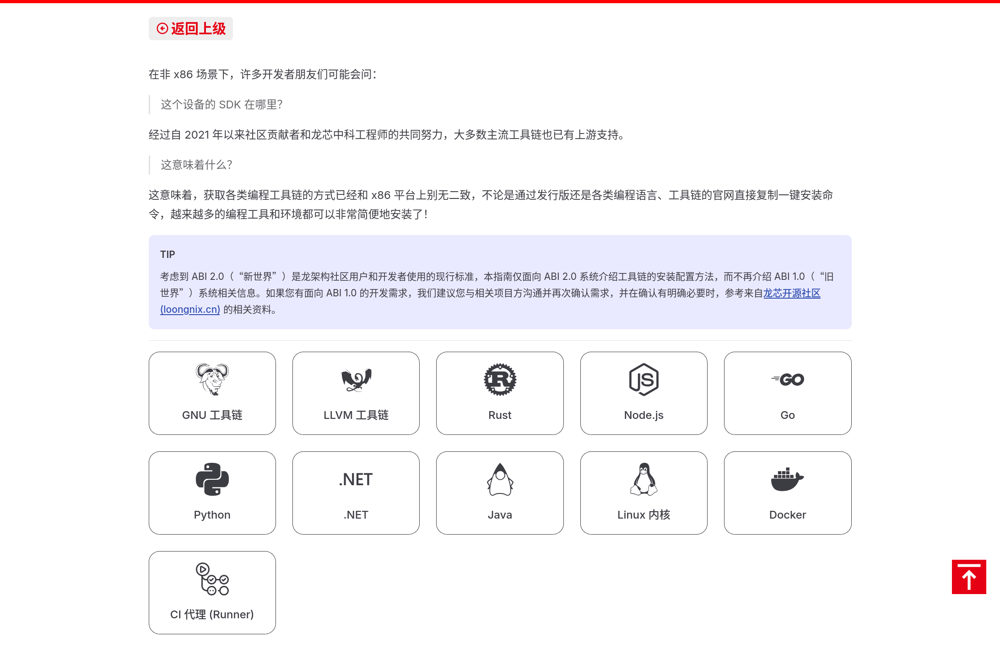 返回上级
在非 x86 场景下，许多开发者朋友们可能会问：
这个设备的 SDK 在哪里？
经过自 2021 年以来社区贡献者和龙芯中科工程师的共同努力，大多数主流工具链也已有上游支持。
这意味着什么？
这意味着，获取各类编程工具链的方式已经和 x86 平台上别无二致，不论是通过发行版还是各类编程语言、工具链的官网直接复制一键安装命
令，越来越多的编程工具和环境都可以非常简便地安装了！
TIP
考虑到 ABI 2.0（“新世界”）是龙架构社区用户和开发者使用的现行标准，本指南仅面向 ABI 2.0 系统介绍工具链的安装配置方法，而不再介绍 ABI 1.0（“旧
世界”）系统相关信息。如果您有面向 ABI 1.0 的开发需求，我们建议您与相关项目方沟通并再次确认需求，并在确认有明确必要时，参考来自龙芯开源社区
(loongnix.cn) 的相关资料。
GNU 工具链
LLVM 工具链
R
Rust
JS
Node.js
GO
Go
Python
.NET
.NET
Java
Linux 内核
Docker
CI 代理 (Runner)